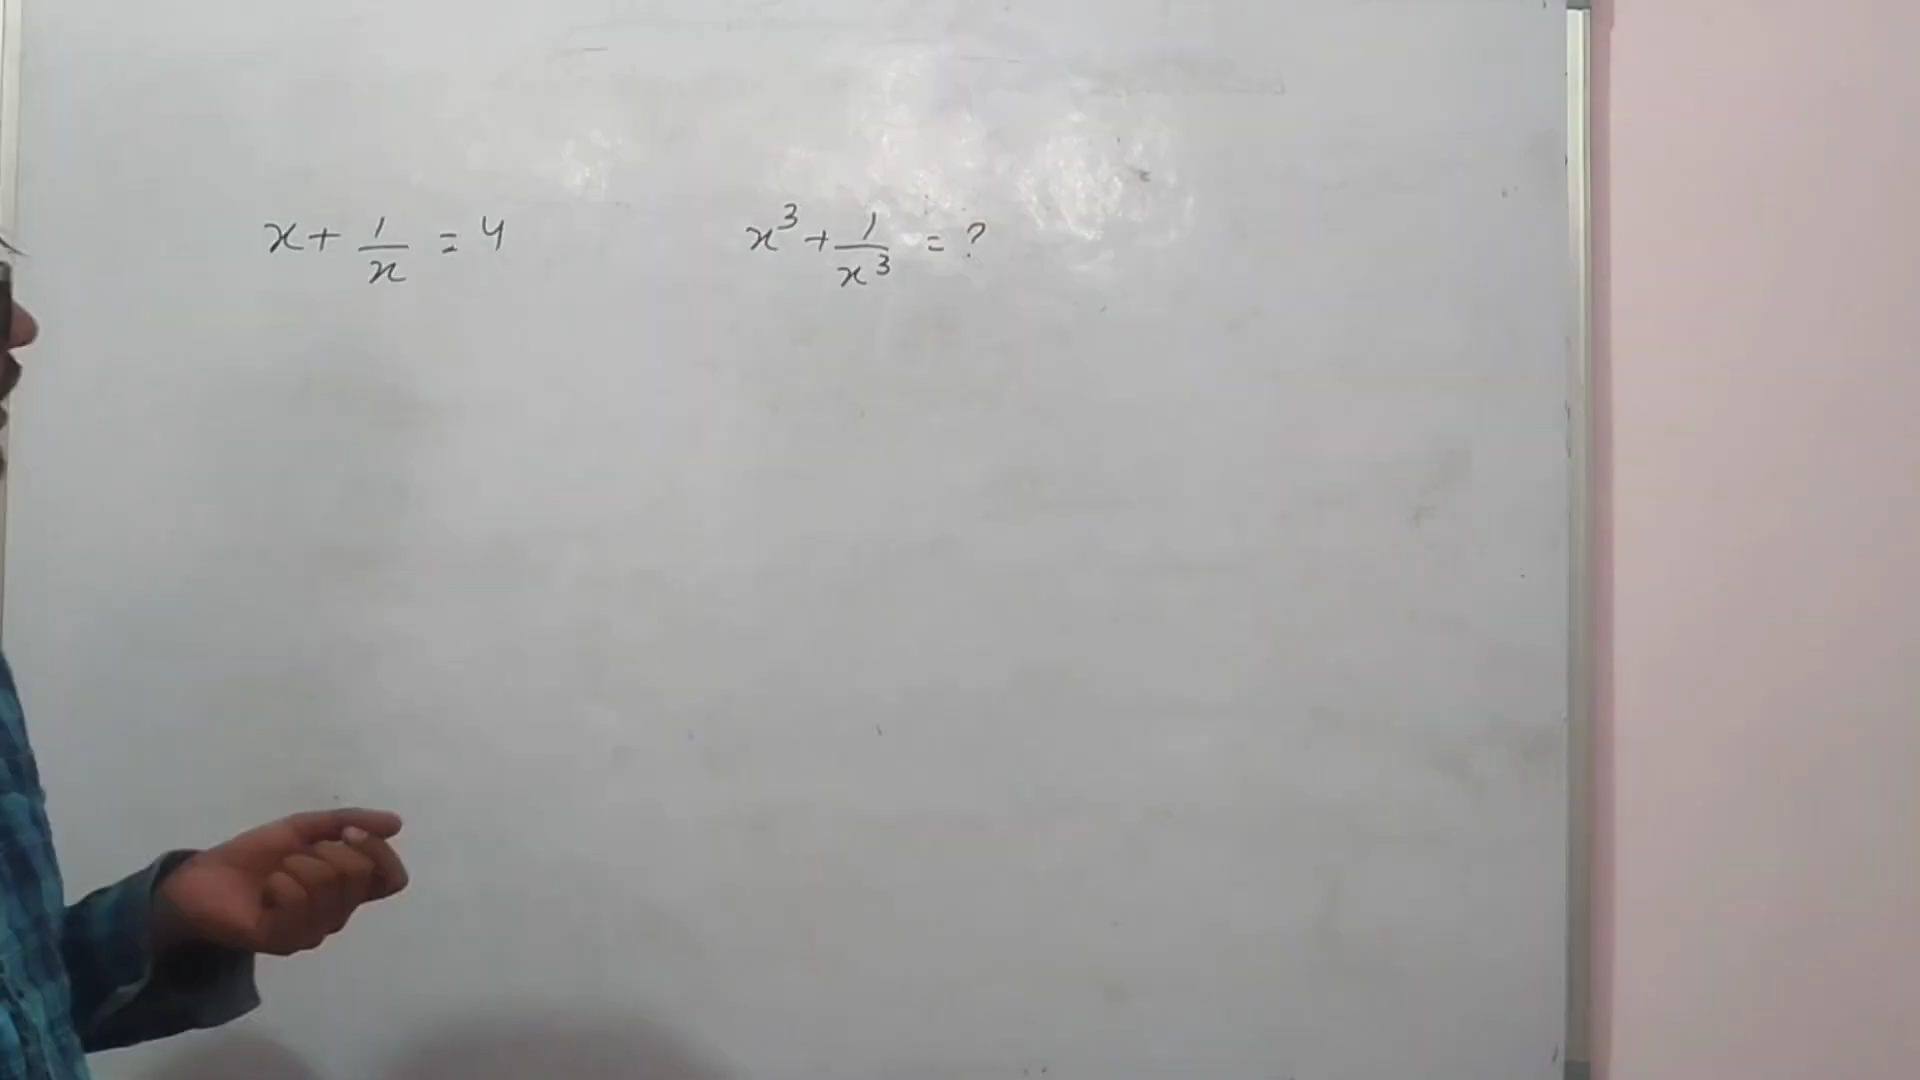 x + 1/x = 4    x³ + 1/x³ = ?